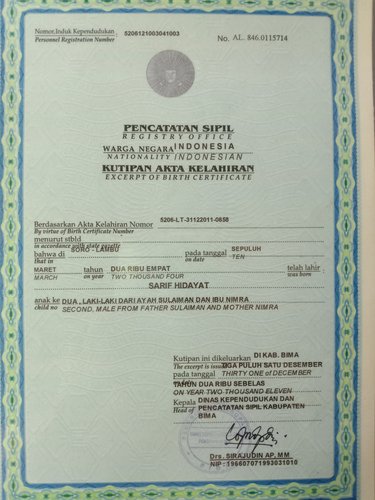 Nomor Induk Kependudukan 5206121003041003
Personnel Registration Number
No. AL. 846.0115714
PENCATATAN SIPIL
REGISTRY OFFICE
WARGA NEGARA INDONESIA
NATIONALITY INDONESIAN
KUTIPAN AKTA KELAHIRAN
EXCERPT OF BIRTH CERTIFICATE
Berdasarkan Akta Kelahiran Nomor 5206-LT-31122011-0658
By virtue of Birth Certificate Number
menurut stbld
in accordance with state gazette
bahwa di SORO - LAMBU pada tanggal SEPULUH
that in on date TEN
MARET tahun DUA RIBU EMPAT telah lahir
MARCH on year TWO THOUSAND FOUR was born
SARIF HIDAYAT
anak ke DUA, LAKI-LAKI DARI AYAH SULAIMAN DAN IBU NIMRA
child no SECOND, MALE FROM FATHER SULAIMAN AND MOTHER NIMRA
Kutipan ini dikeluarkan DI KAB. BIMA
The excerpt is issued TIGA PULUH SATU DESEMBER
pada tanggal THIRTY ONE of DECEMBER
TAHUN DUA RIBU SEBELAS
ON YEAR TWO THOUSAND ELEVEN
Kepala DINAS KEPENDUDUKAN DAN
Head of PENCATATAN SIPIL KABUPATEN
BIMA
Drs. SIRAJUDIN AP, MM
NIP : 196607071993031010